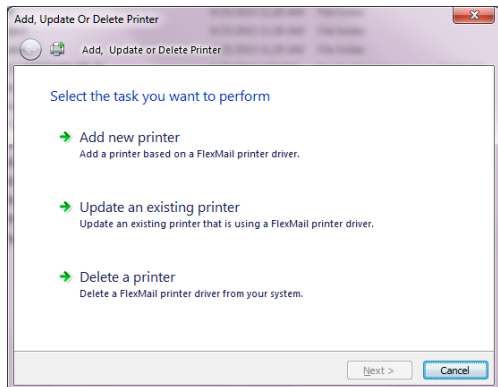 Add, Update Or Delete Printer
Add, Update or Delete Printer
Select the task you want to perform
Add new printer
Add a printer based on a FlexMail printer driver.
Update an existing printer
Update an existing printer that is using a FlexMail printer driver.
Delete a printer
Delete a FlexMail printer driver from your system.
Next > Cancel